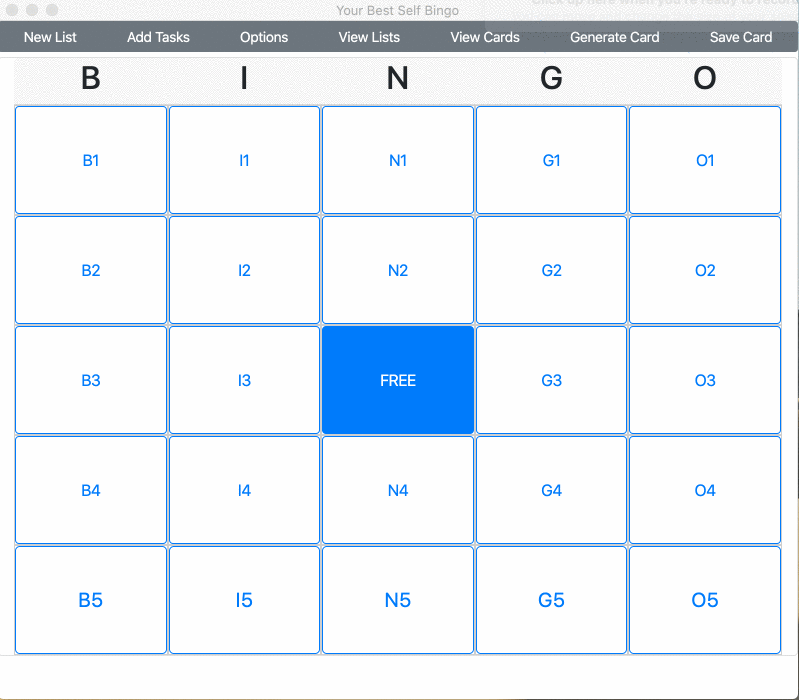 Click up here when you're ready to record
Your Best Self Bingo
New List Add Tasks Options View Lists View Cards Generate Card Save Card
B I N G O
B1 I1 N1 G1 O1
B2 I2 N2 G2 O2
B3 I3 FREE G3 O3
B4 I4 N4 G4 O4
B5 I5 N5 G5 O5